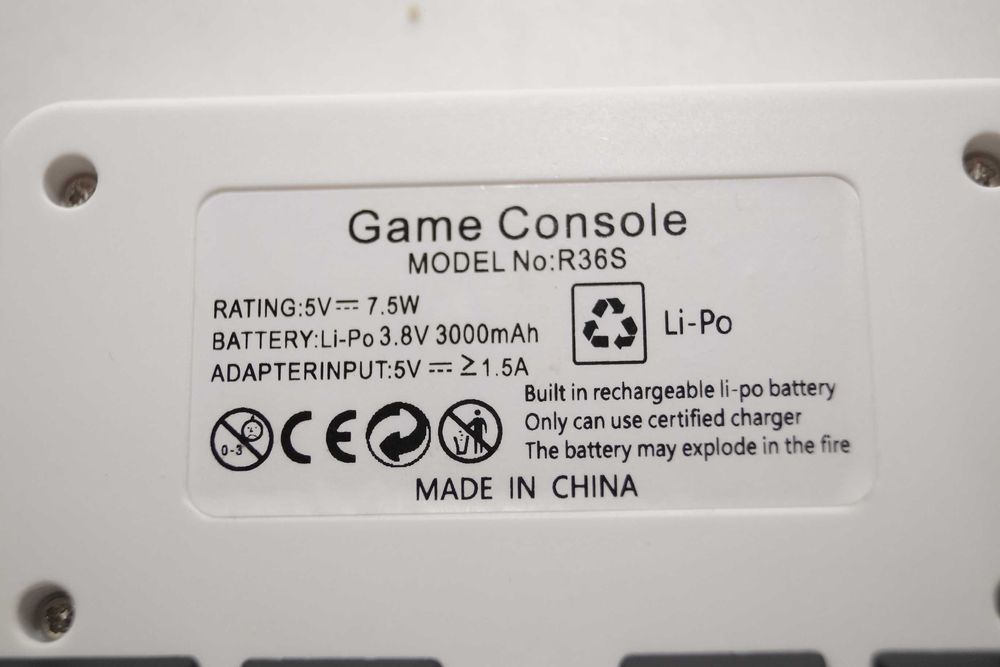 Game Console
MODEL No:R36S
RATING:5V⎓7.5W
BATTERY:Li-Po 3.8V 3000mAh
ADAPTERINPUT:5V⎓≥1.5A
Li-Po
Built in rechargeable li-po battery
Only can use certified charger
The battery may explode in the fire
0-3
CE
MADE IN CHINA